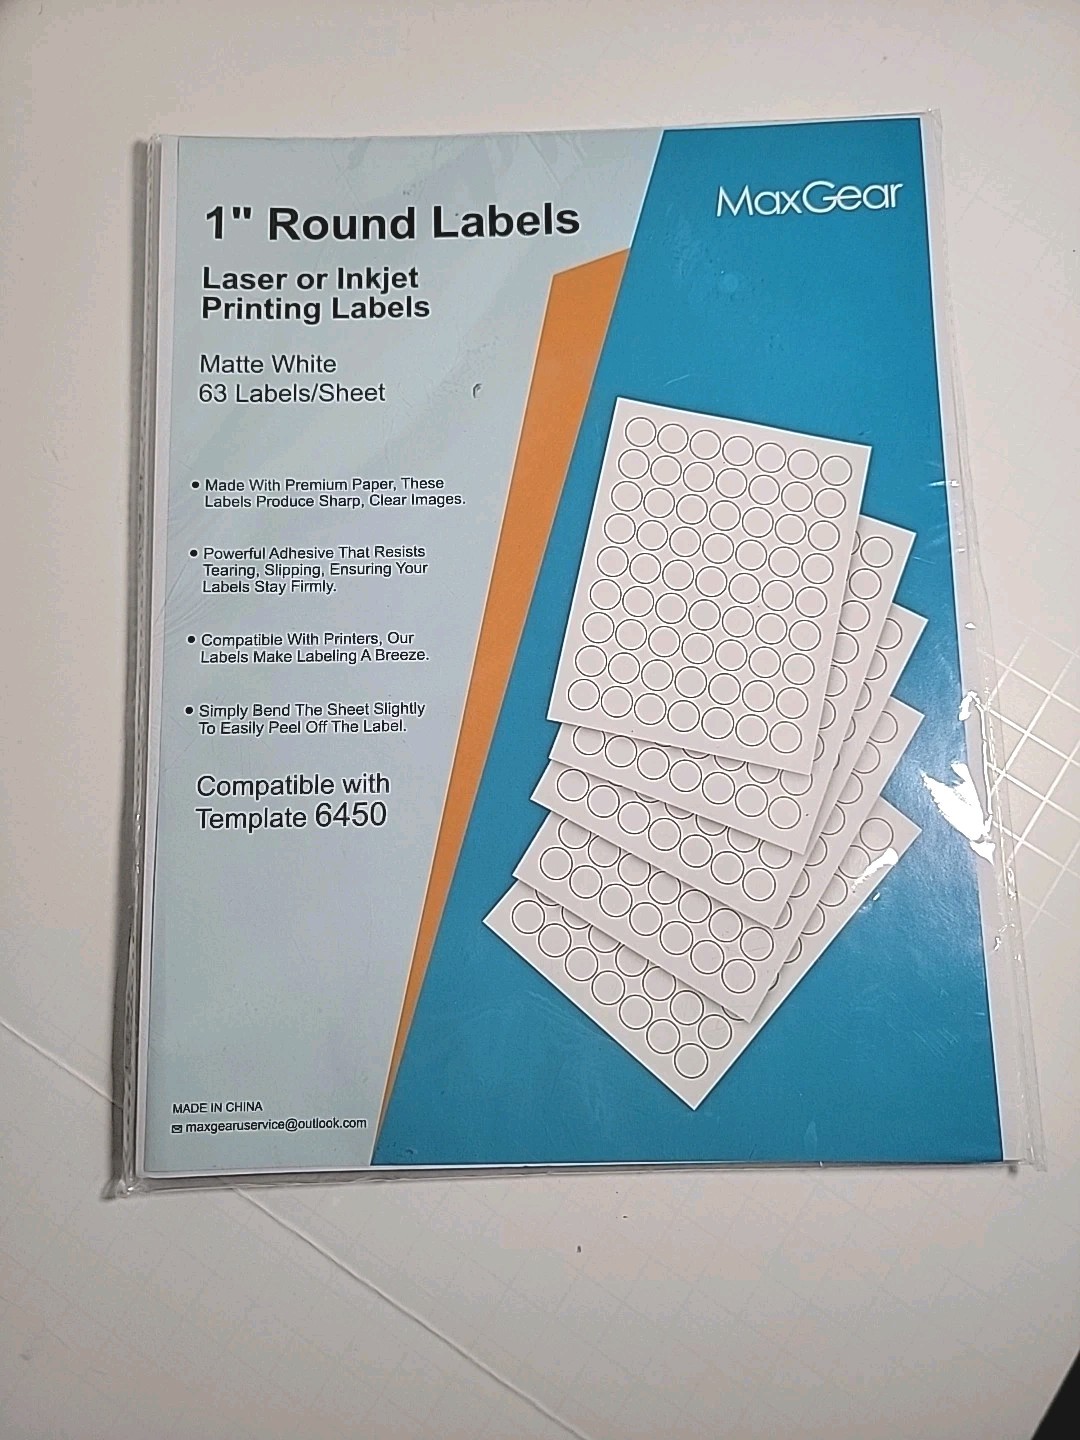 MaxGear
1" Round Labels
Laser or Inkjet
Printing Labels
Matte White
63 Labels/Sheet
• Made With Premium Paper, These
Labels Produce Sharp, Clear Images.
• Powerful Adhesive That Resists
Tearing, Slipping, Ensuring Your
Labels Stay Firmly.
• Compatible With Printers, Our
Labels Make Labeling A Breeze.
• Simply Bend The Sheet Slightly
To Easily Peel Off The Label.
Compatible with
Template 6450
MADE IN CHINA
maxgearuservice@outlook.com